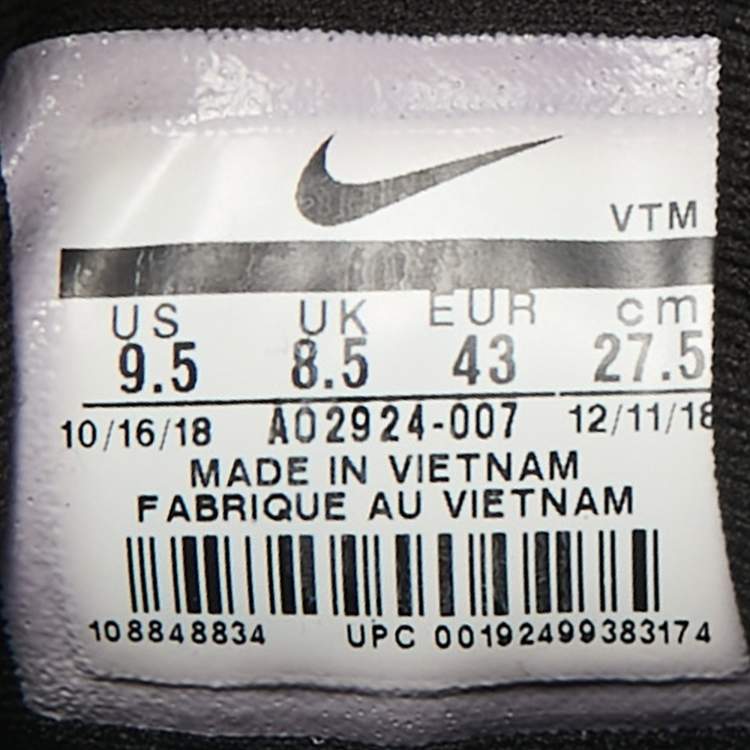 VTM
US UK EUR cm
9.5 8.5 43 27.5
10/16/18 AO2924-007 12/11/18
MADE IN VIETNAM
FABRIQUE AU VIETNAM
108848834 UPC 00192499383174